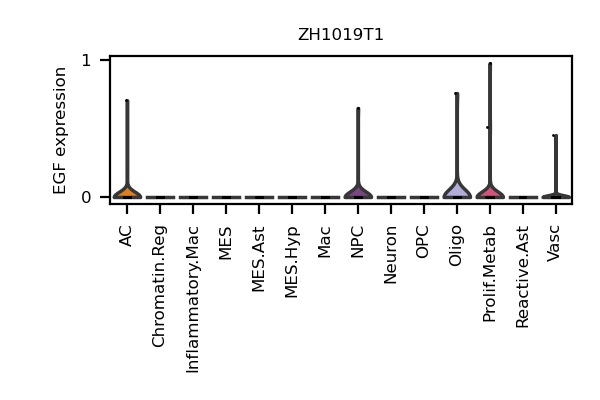 ZH1019T1
EGF expression
1
0
AC
Chromatin.Reg
Inflammatory.Mac
MES
MES.Ast
MES.Hyp
Mac
NPC
Neuron
OPC
Oligo
Prolif.Metab
Reactive.Ast
Vasc